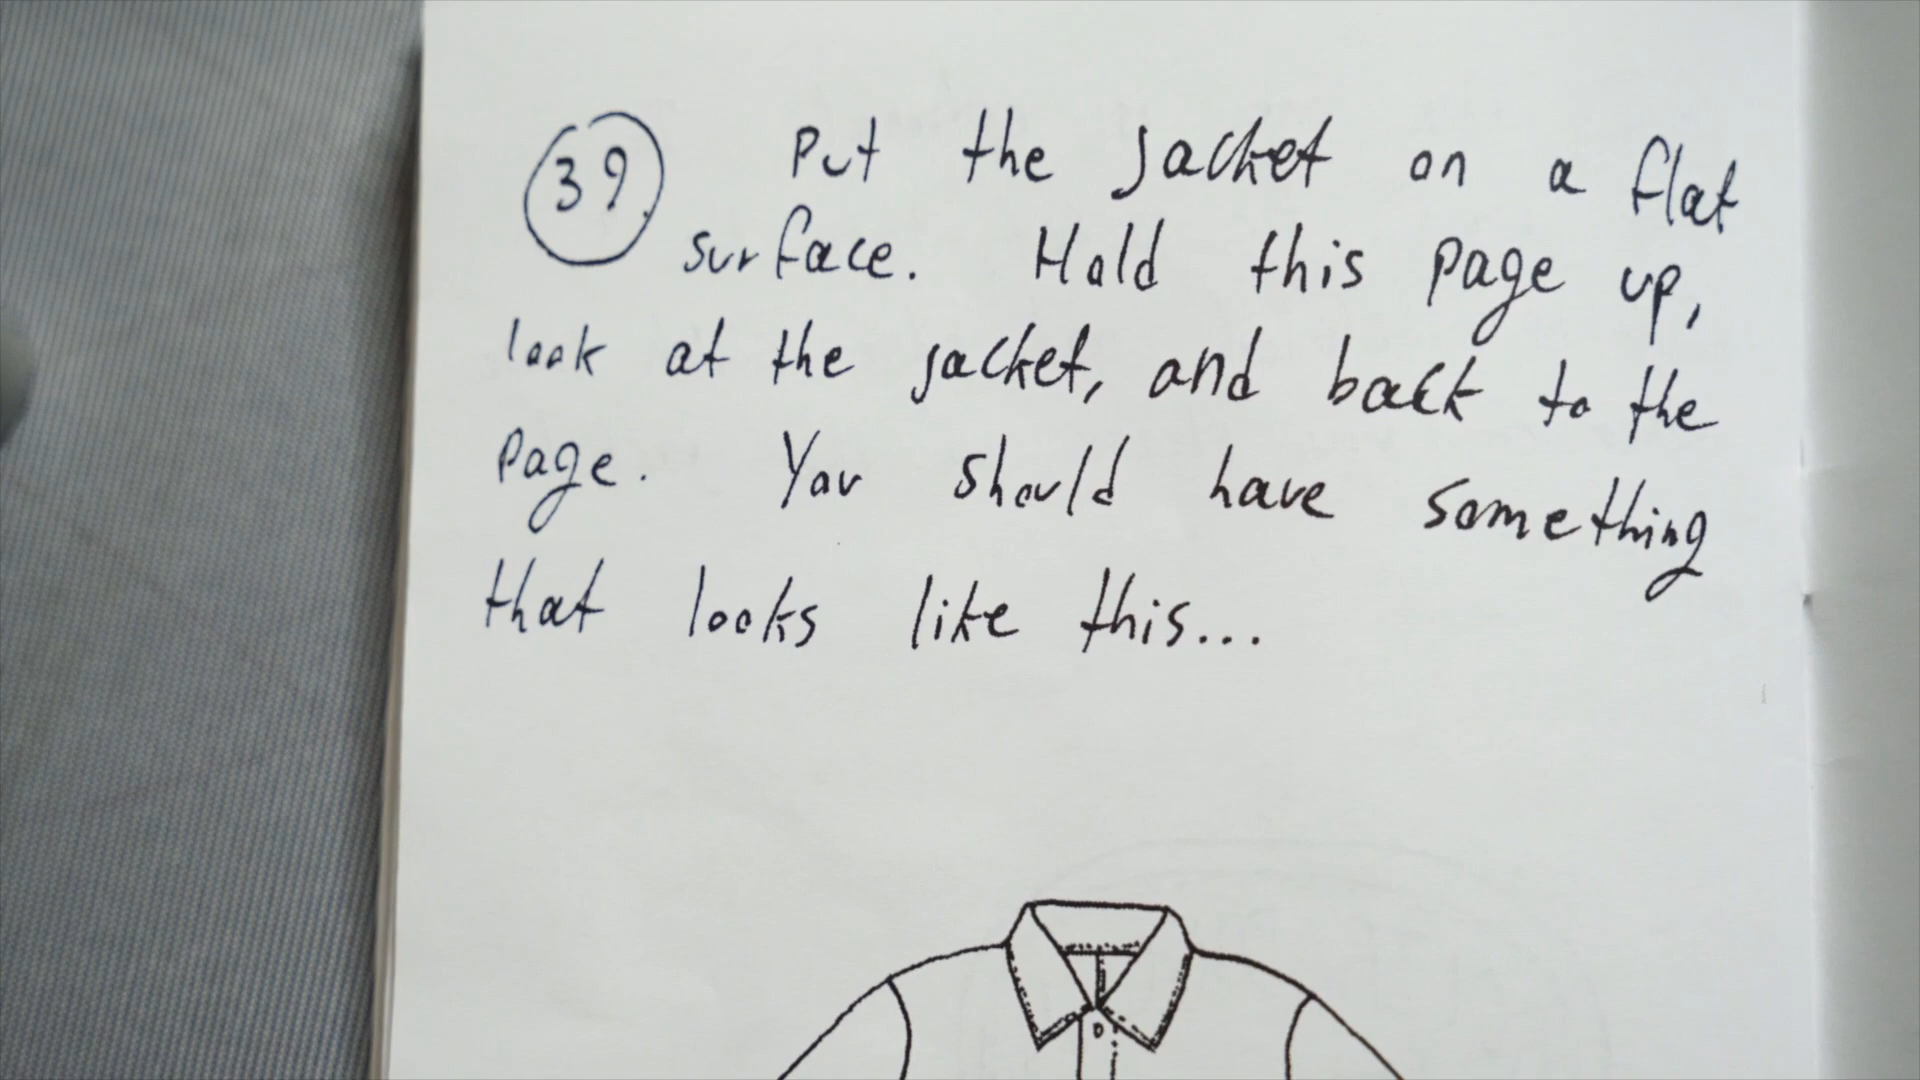 39. Put the jacket on a flat
surface. Hold this page up,
look at the jacket, and back to the
page. You should have something
that looks like this...